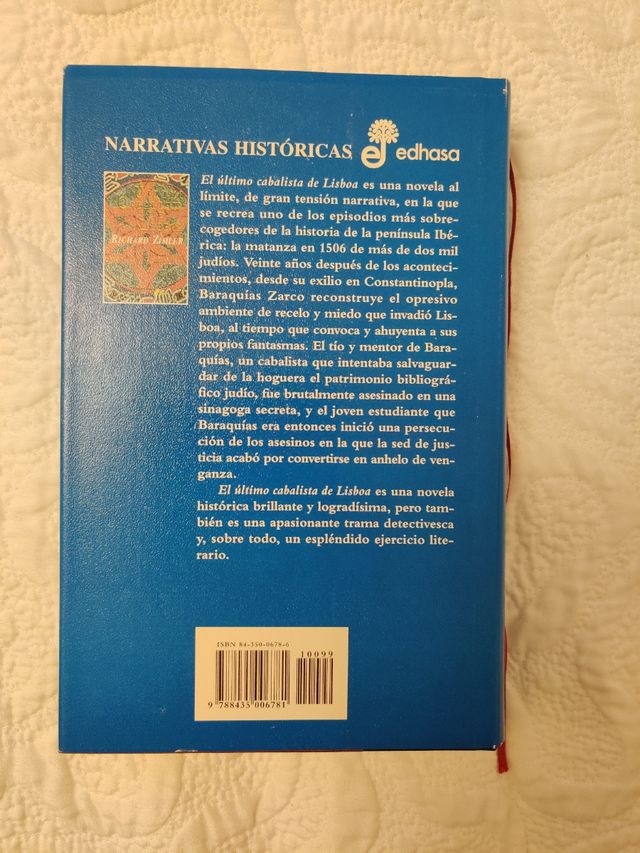 NARRATIVAS HISTÓRICAS edhasa
RICHARD ZIMLER
El último cabalista de Lisboa es una novela al
límite, de gran tensión narrativa, en la que
se recrea uno de los episodios más sobre-
cogedores de la historia de la península Ibé-
rica: la matanza en 1506 de más de dos mil
judíos. Veinte años después de los aconteci-
mientos, desde su exilio en Constantinopla,
Baraquías Zarco reconstruye el opresivo
ambiente de recelo y miedo que invadió Lis-
boa, al tiempo que convoca y ahuyenta a sus
propios fantasmas. El tío y mentor de Bara-
quías, un cabalista que intentaba salvaguar-
dar de la hoguera el patrimonio bibliográ-
fico judío, fue brutalmente asesinado en una
sinagoga secreta, y el joven estudiante que
Baraquías era entonces inició una persecu-
ción de los asesinos en la que la sed de jus-
ticia acabó por convertirse en anhelo de ven-
ganza.
El último cabalista de Lisboa es una novela
histórica brillante y logradísima, pero tam-
bién es una apasionante trama detectivesca
y, sobre todo, un espléndido ejercicio lite-
rario.
ISBN 84-350-0678-6
10099
9 788435 006781